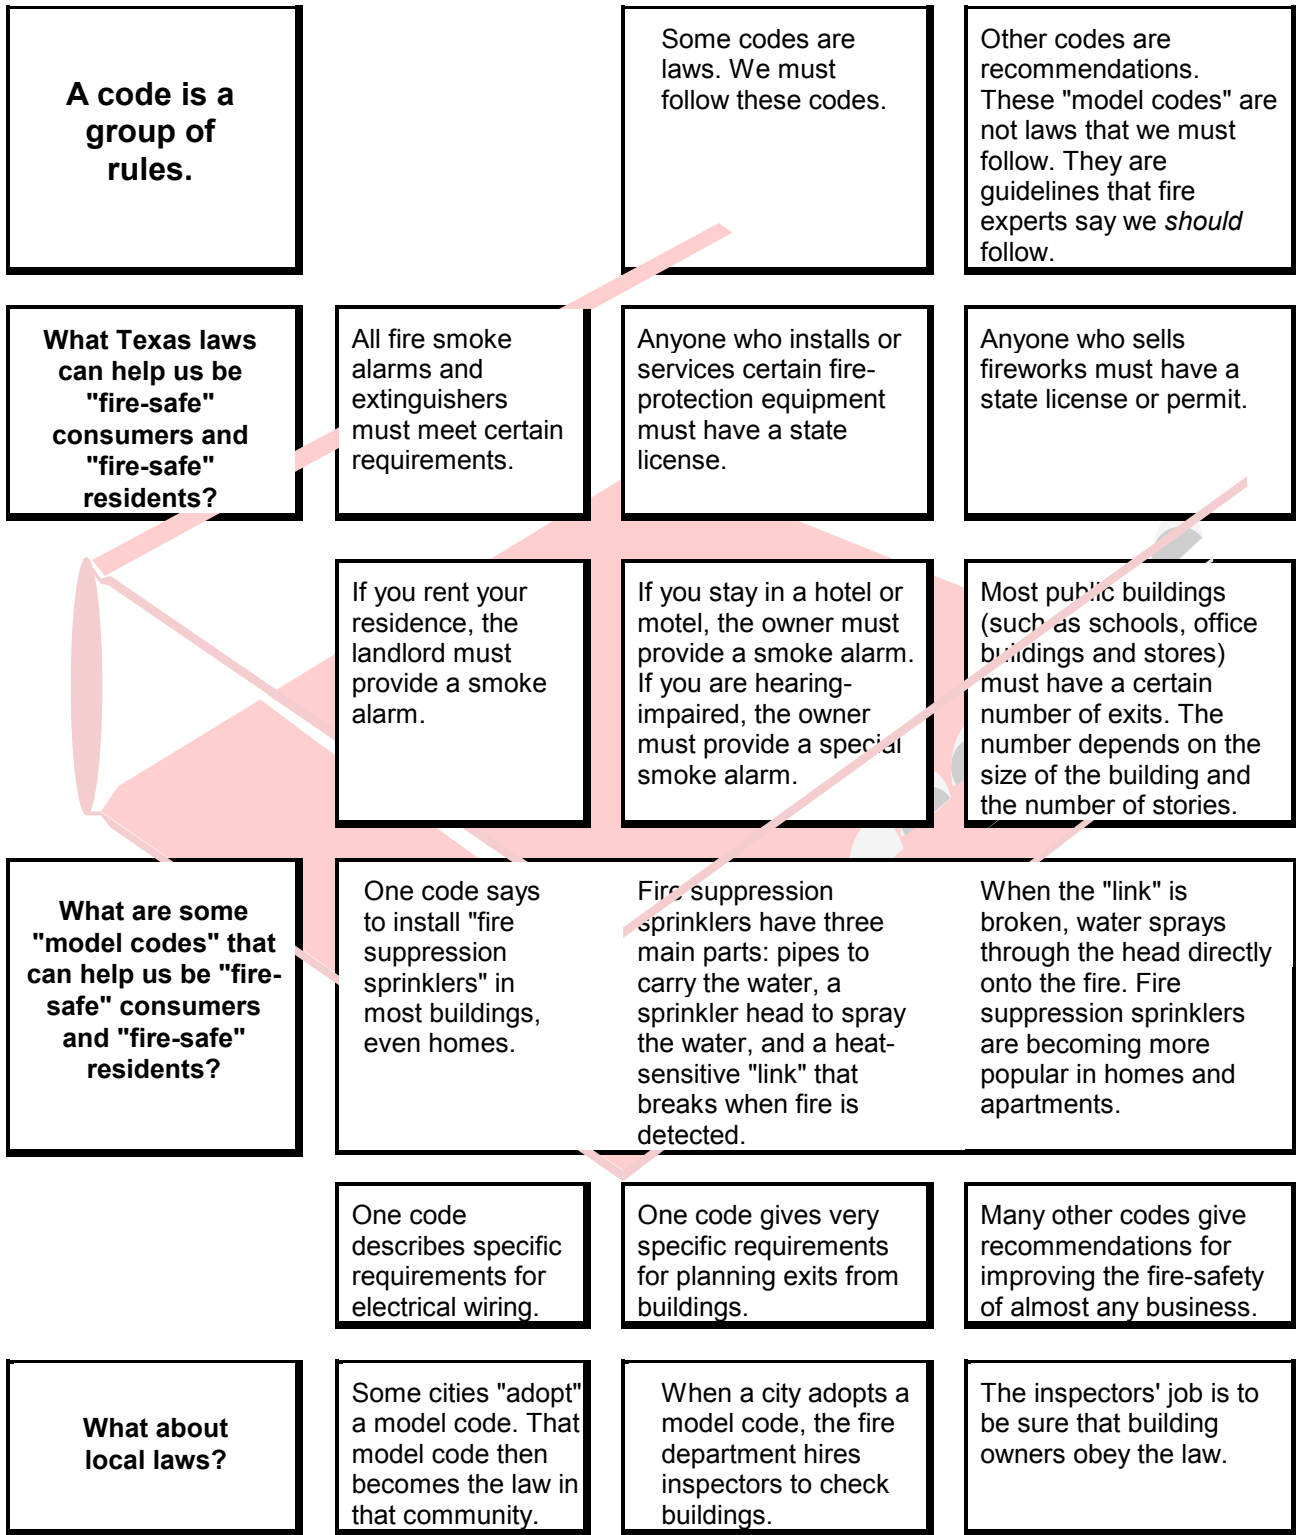 A code is a
group of
rules.
Some codes are
laws. We must
follow these codes.
Other codes are
recommendations.
These "model codes" are
not laws that we must
follow. They are
guidelines that fire
experts say we should
follow.
What Texas laws
can help us be
"fire-safe"
consumers and
"fire-safe"
residents?
All fire smoke
alarms and
extinguishers
must meet certain
requirements.
Anyone who installs or
services certain fire-
protection equipment
must have a state
license.
Anyone who sells
fireworks must have a
state license or permit.
If you rent your
residence, the
landlord must
provide a smoke
alarm.
If you stay in a hotel or
motel, the owner must
provide a smoke alarm.
If you are hearing-
impaired, the owner
must provide a special
smoke alarm.
Most public buildings
(such as schools, office
buildings and stores)
must have a certain
number of exits. The
number depends on the
size of the building and
the number of stories.
What are some
"model codes" that
can help us be "fire-
safe" consumers
and "fire-safe"
residents?
One code says
to install "fire
suppression
sprinklers" in
most buildings,
even homes.
Fire suppression
sprinklers have three
main parts: pipes to
carry the water, a
sprinkler head to spray
the water, and a heat-
sensitive "link" that
breaks when fire is
detected.
When the "link" is
broken, water sprays
through the head directly
onto the fire. Fire
suppression sprinklers
are becoming more
popular in homes and
apartments.
One code
describes specific
requirements for
electrical wiring.
One code gives very
specific requirements
for planning exits from
buildings.
Many other codes give
recommendations for
improving the fire-safety
of almost any business.
What about
local laws?
Some cities "adopt"
a model code. That
model code then
becomes the law in
that community.
When a city adopts a
model code, the fire
department hires
inspectors to check
buildings.
The inspectors' job is to
be sure that building
owners obey the law.